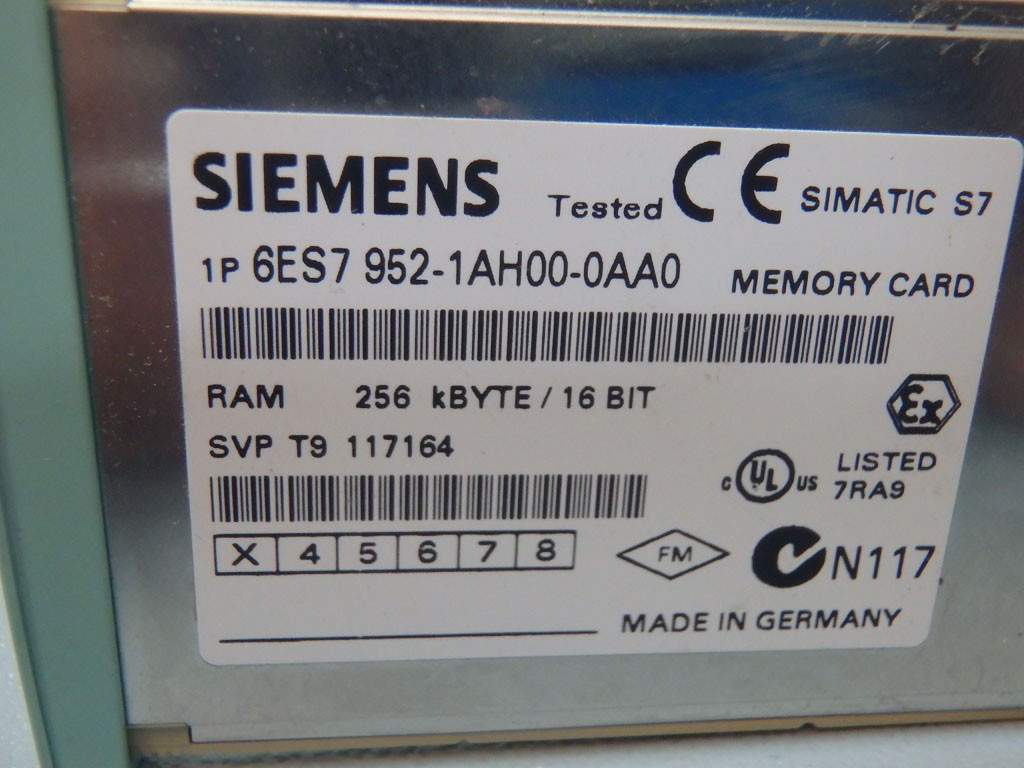 SIEMENS Tested CE SIMATIC S7
1P 6ES7 952-1AH00-0AA0 MEMORY CARD
RAM 256 kBYTE / 16 BIT
Ex
SVP T9 117164
C UL US LISTED
7RA9
X 4 5 6 7 8
FM
N117
MADE IN GERMANY